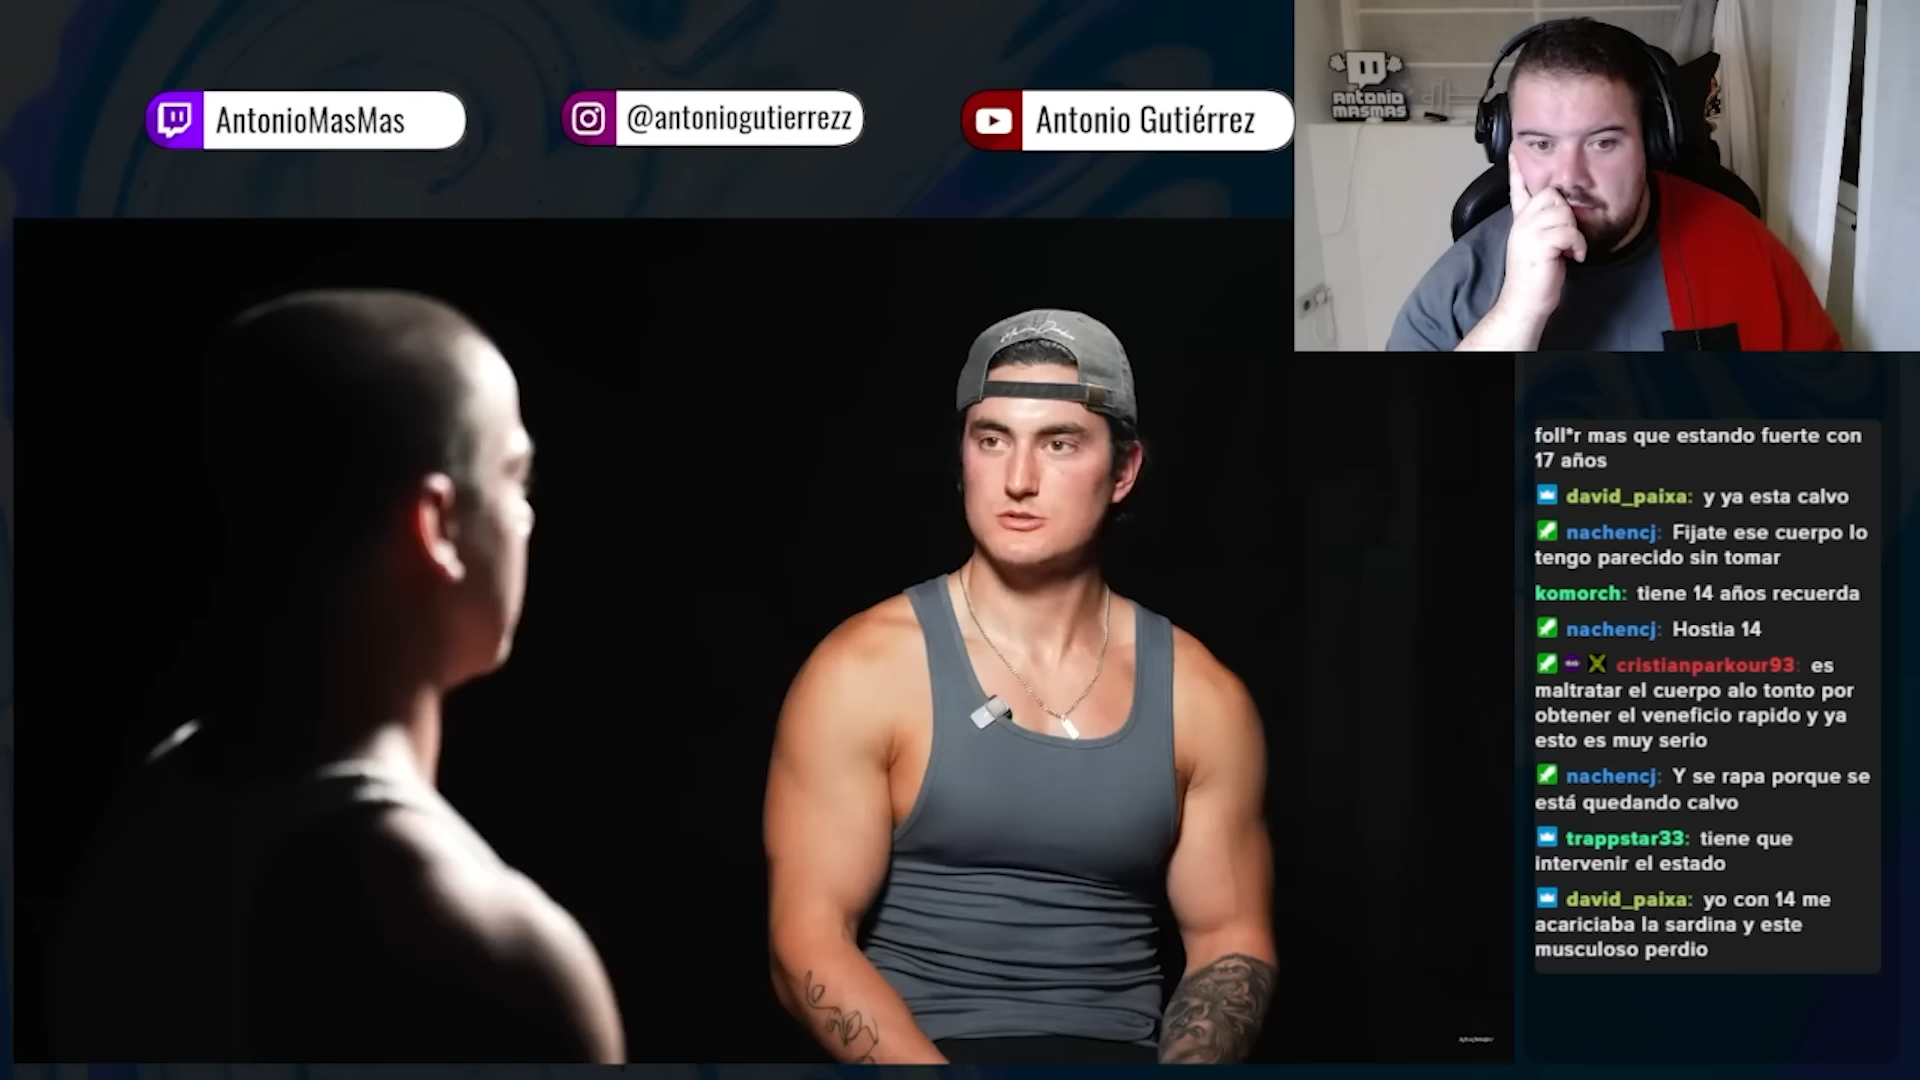 AntonioMasMas
@antoniogutierrezz
Antonio Gutiérrez
Antonio
MASMAS
foll*r mas que estando fuerte con
17 años
david_paixa: y ya esta calvo
nachencj: Fijate ese cuerpo lo
tengo parecido sin tomar
komorch: tiene 14 años recuerda
nachencj: Hostia 14
cristianparkour93: es
maltratar el cuerpo alo tonto por
obtener el veneficio rapido y ya
esto es muy serio
nachencj: Y se rapa porque se
está quedando calvo
trappstar33: tiene que
intervenir el estado
david_paixa: yo con 14 me
acariciaba la sardina y este
musculoso perdio